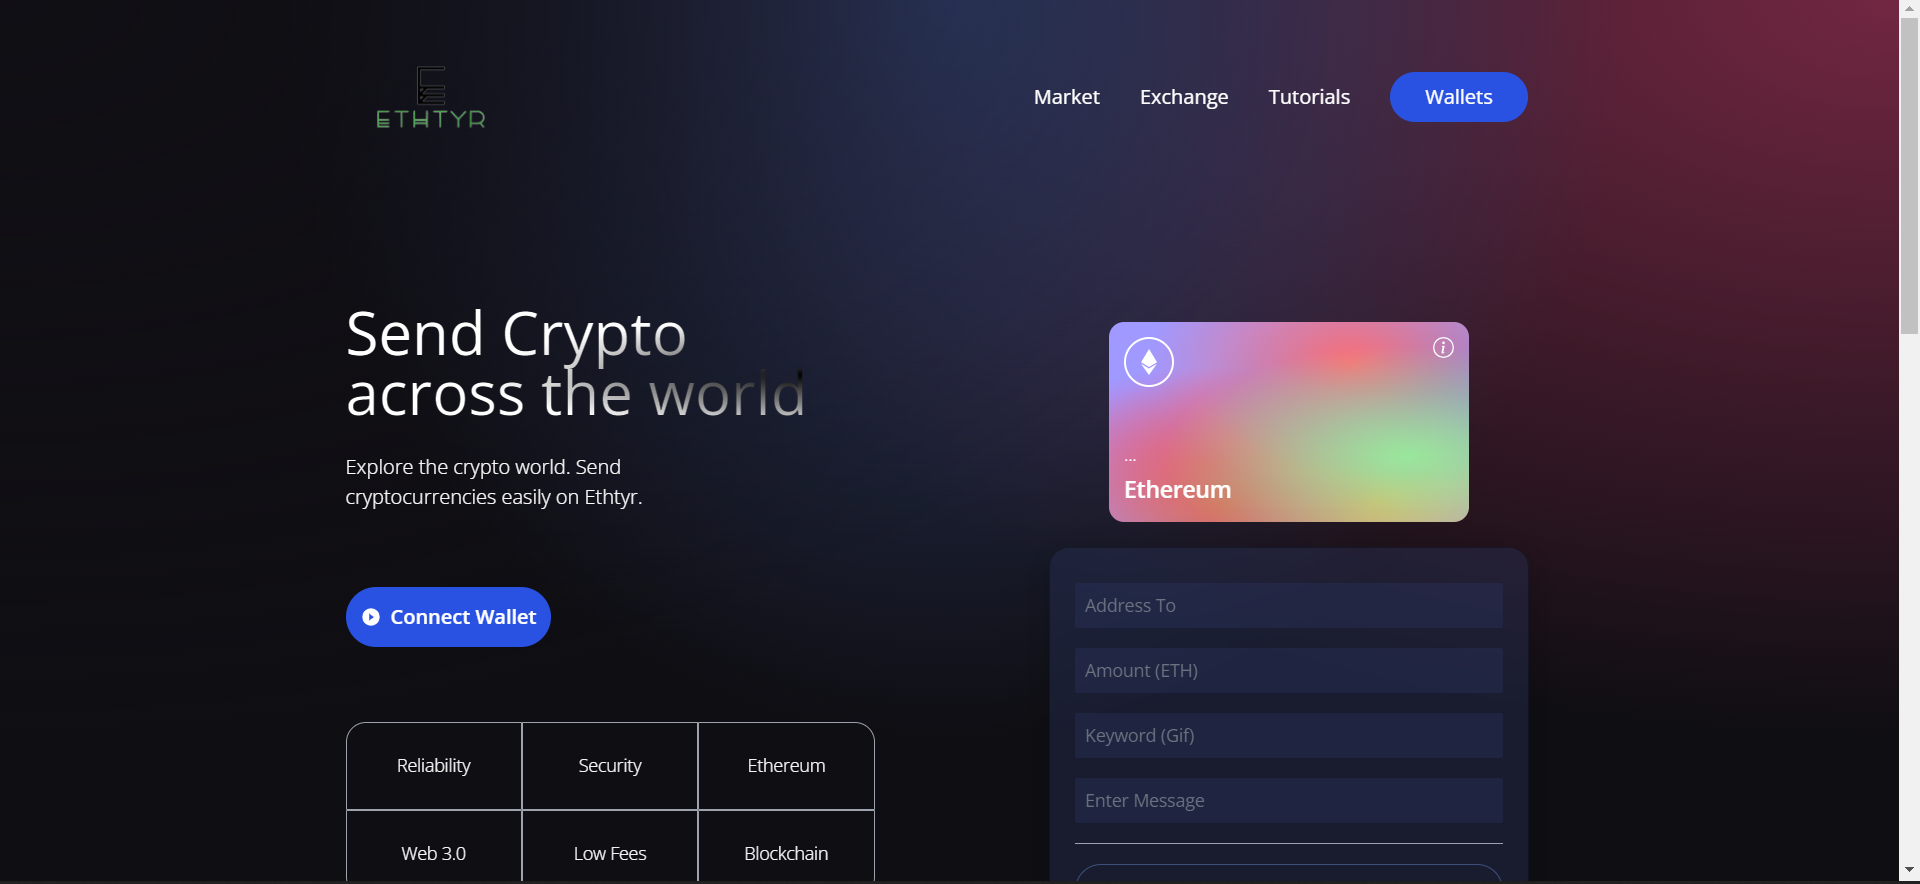 ETHTYR
Market
Exchange
Tutorials
Wallets
Send Crypto
across the world
Explore the crypto world. Send
cryptocurrencies easily on Ethtyr.
Connect Wallet
Reliability
Security
Ethereum
Web 3.0
Low Fees
Blockchain
...
Ethereum
Address To
Amount (ETH)
Keyword (Gif)
Enter Message